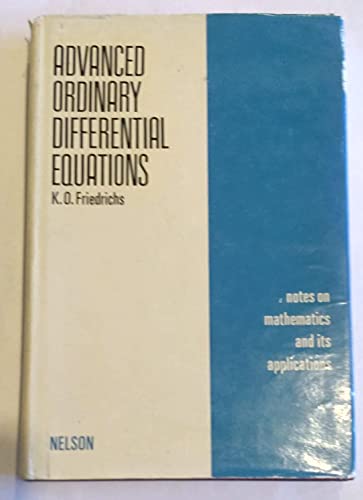 ADVANCED
ORDINARY
DIFFERENTIAL
EQUATIONS
K. O. Friedrichs
notes on
mathematics
and its
applications
NELSON